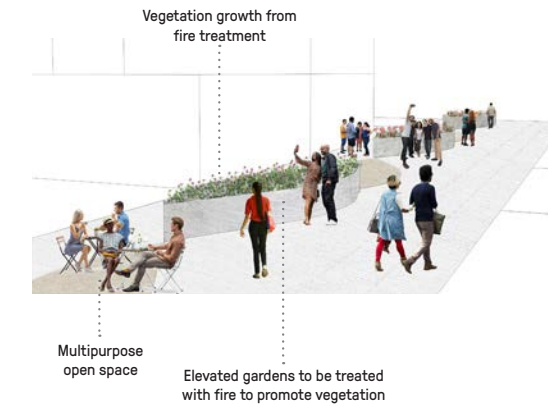 Vegetation growth from
fire treatment
Multipurpose
open space
Elevated gardens to be treated
with fire to promote vegetation